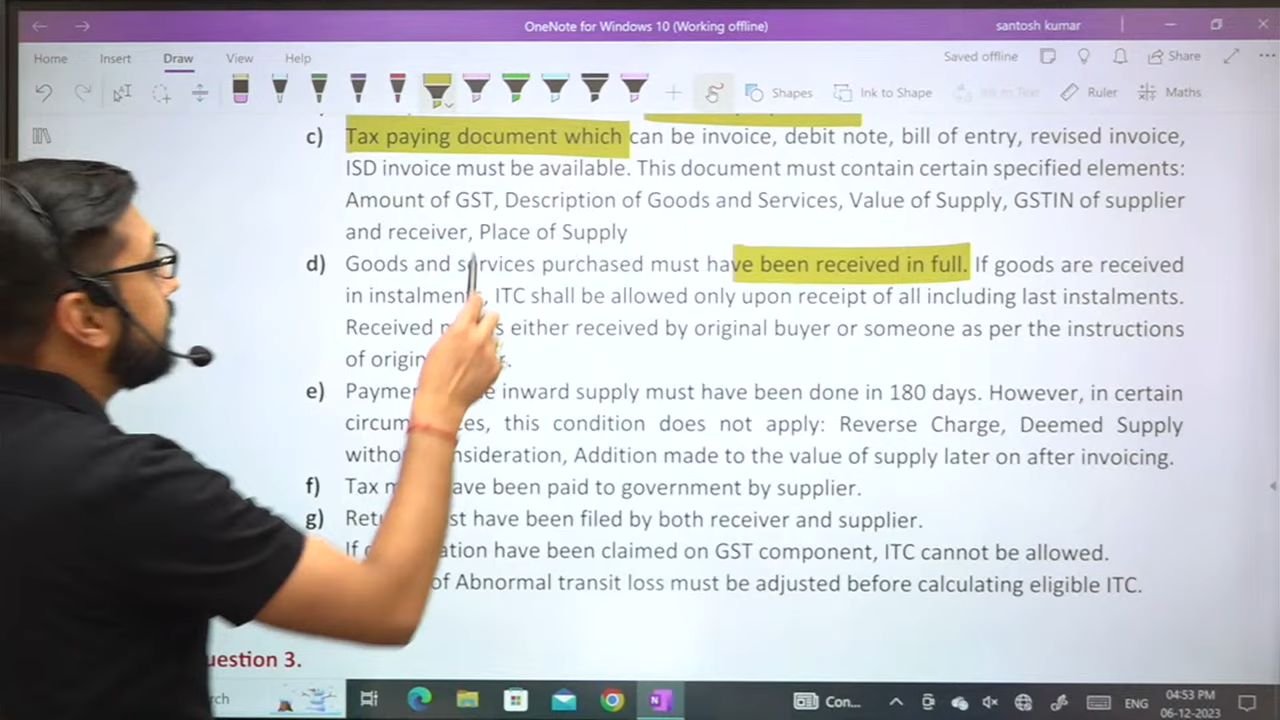 OneNote for Windows 10 (Working offline)
santosh kumar
Home Insert Draw View Help
Saved offline
Share
Shapes
Ink to Shape
Ink to Text
Ruler
Maths
c) Tax paying document which can be invoice, debit note, bill of entry, revised invoice,
ISD invoice must be available. This document must contain certain specified elements:
Amount of GST, Description of Goods and Services, Value of Supply, GSTIN of supplier
and receiver, Place of Supply
d) Goods and services purchased must have been received in full. If goods are received
in instalments, ITC shall be allowed only upon receipt of all including last instalments.
Received either received by original buyer or someone as per the instructions
of
e) inward supply must have been done in 180 days. However, in certain
this condition does not apply: Reverse Charge, Deemed Supply
Addition made to the value of supply later on after invoicing.
f) Tax have been paid to government by supplier.
g) have been filed by both receiver and supplier.
If have been claimed on GST component, ITC cannot be allowed.
of Abnormal transit loss must be adjusted before calculating eligible ITC.
uestion 3.
rch
Con...
ENG
04:53 PM
06-12-2023